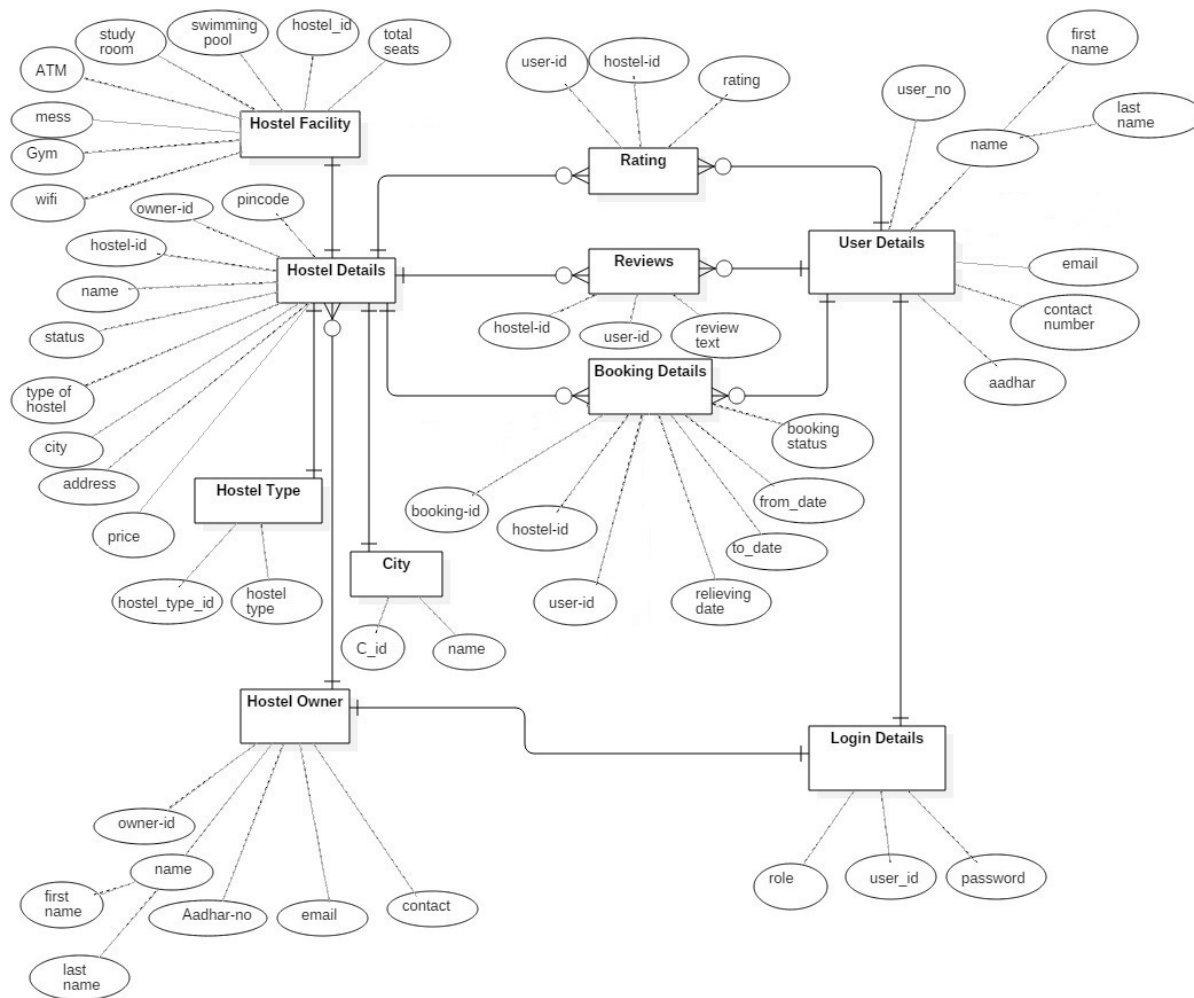 swimming
pool
hostel_id
study
room
total
seats
ATM
mess
Gym
wifi
Hostel Facility
user-id
hostel-id
rating
Rating
first
name
user_no
last
name
name
owner-id
pincode
hostel-id
name
status
type of
hostel
city
address
price
Hostel Details
Reviews
hostel-id
user-id
review
text
User Details
email
contact
number
aadhar
Booking Details
booking
status
from_date
to_date
relieving
date
user-id
hostel-id
booking-id
Hostel Type
hostel_type_id
hostel
type
City
C_id
name
Hostel Owner
owner-id
name
first
name
last
name
Aadhar-no
email
contact
Login Details
role
user_id
password